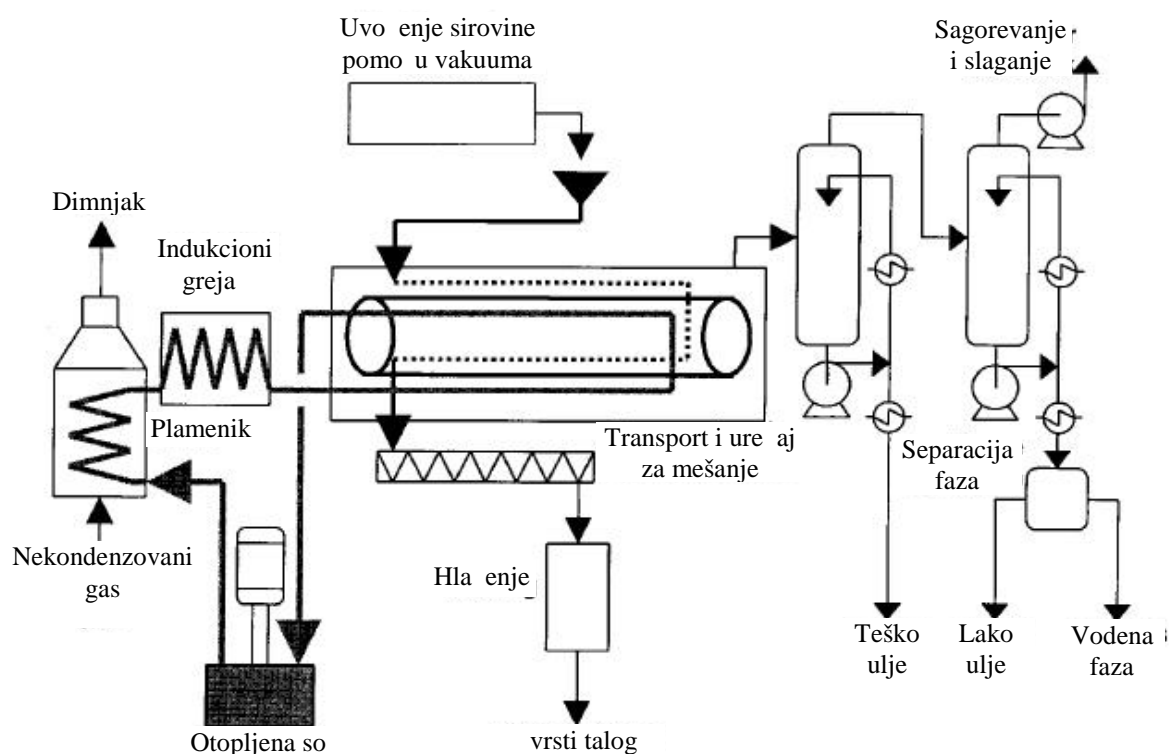 Uvo enje sirovine
pomo u vakuuma
Sagorevanje
i slaganje
Dimnjak
Indukcioni
greja
Plamenik
Transport i ure aj
za mešanje
Separacija
faza
Nekondenzovani
gas
Hla enje
Teško
ulje
Lako
ulje
Vodena
faza
Otopljena so
vrsti talog